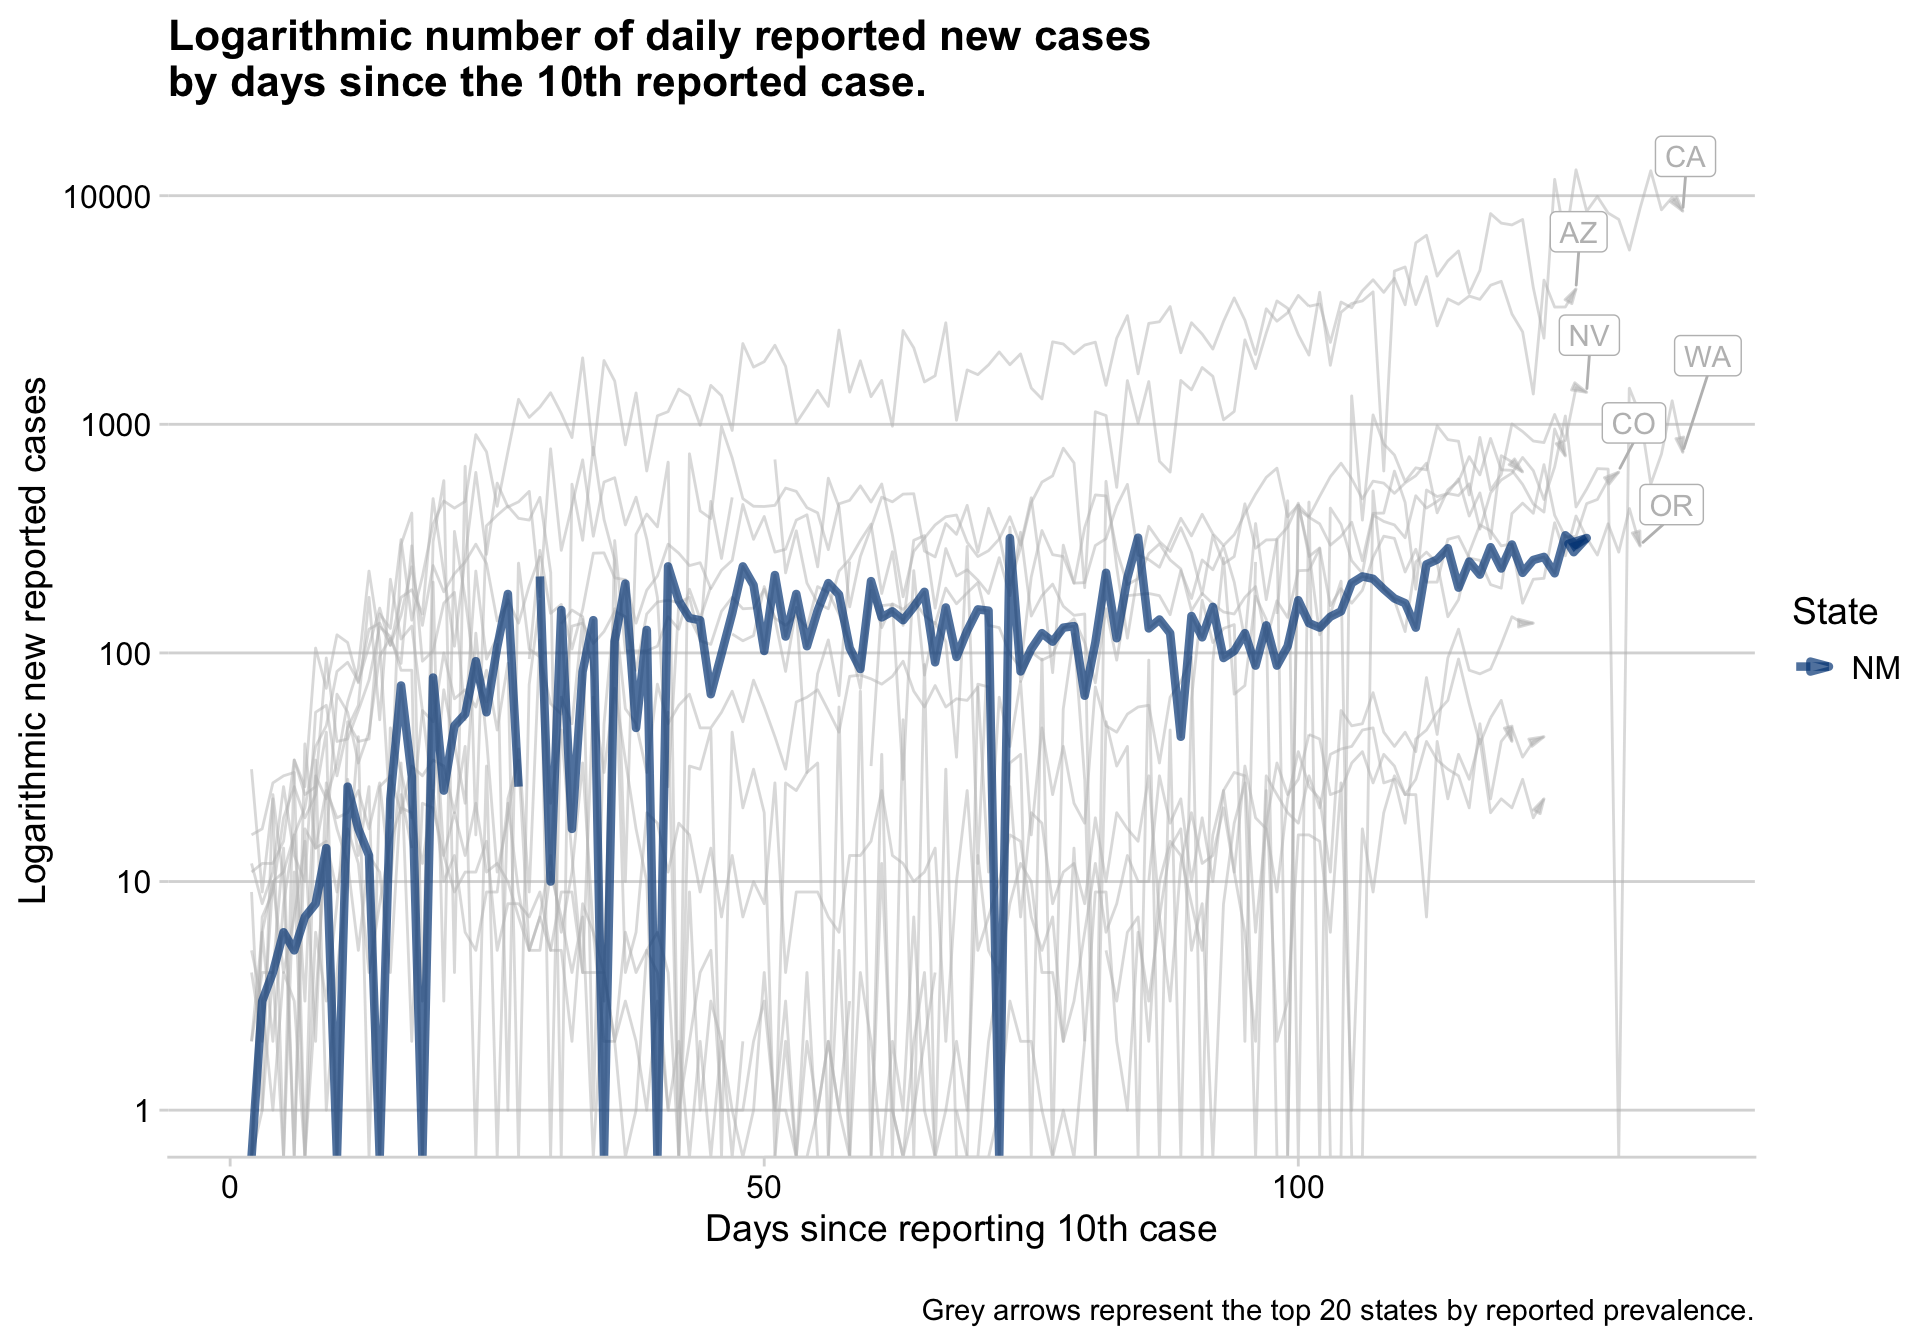 Logarithmic number of daily reported new cases
by days since the 10th reported case.
CA
10000
AZ
NV
WA
1000
CO
OR
Logarithmic new reported cases
State
100
NM
10
1
0
50
100
Days since reporting 10th case
Grey arrows represent the top 20 states by reported prevalence.